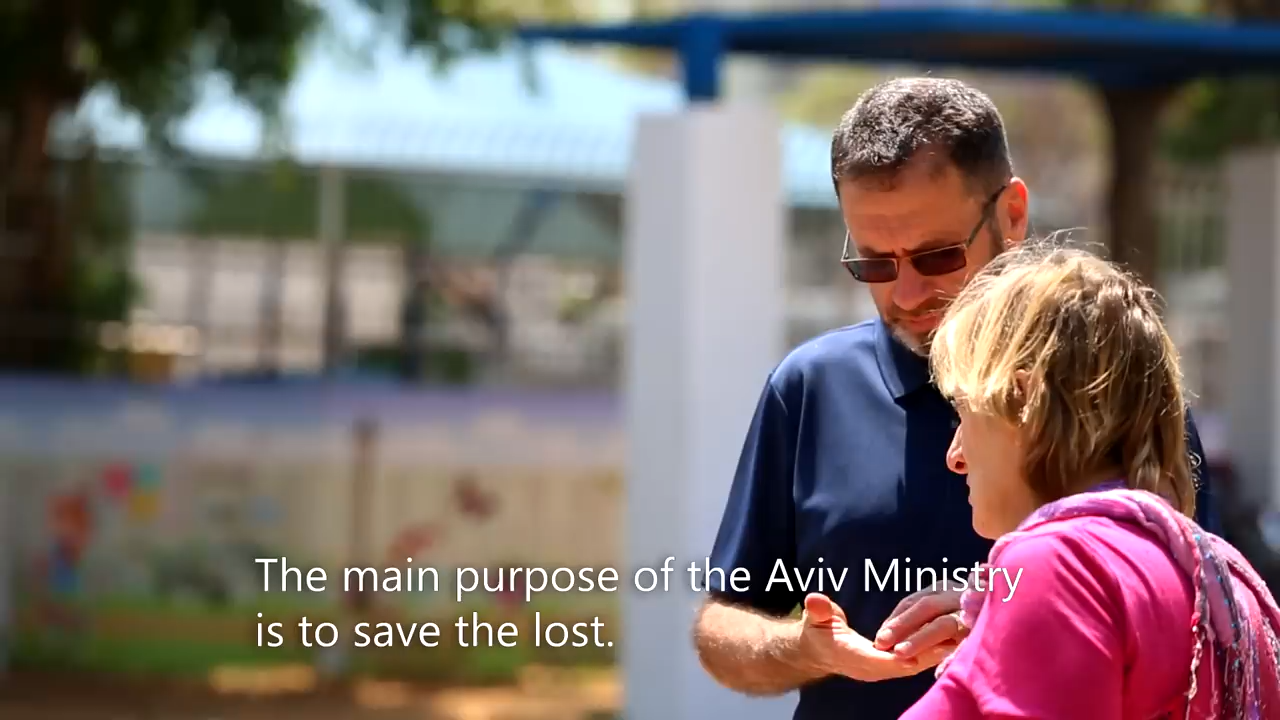 The main purpose of the Aviv Ministry
is to save the lost.